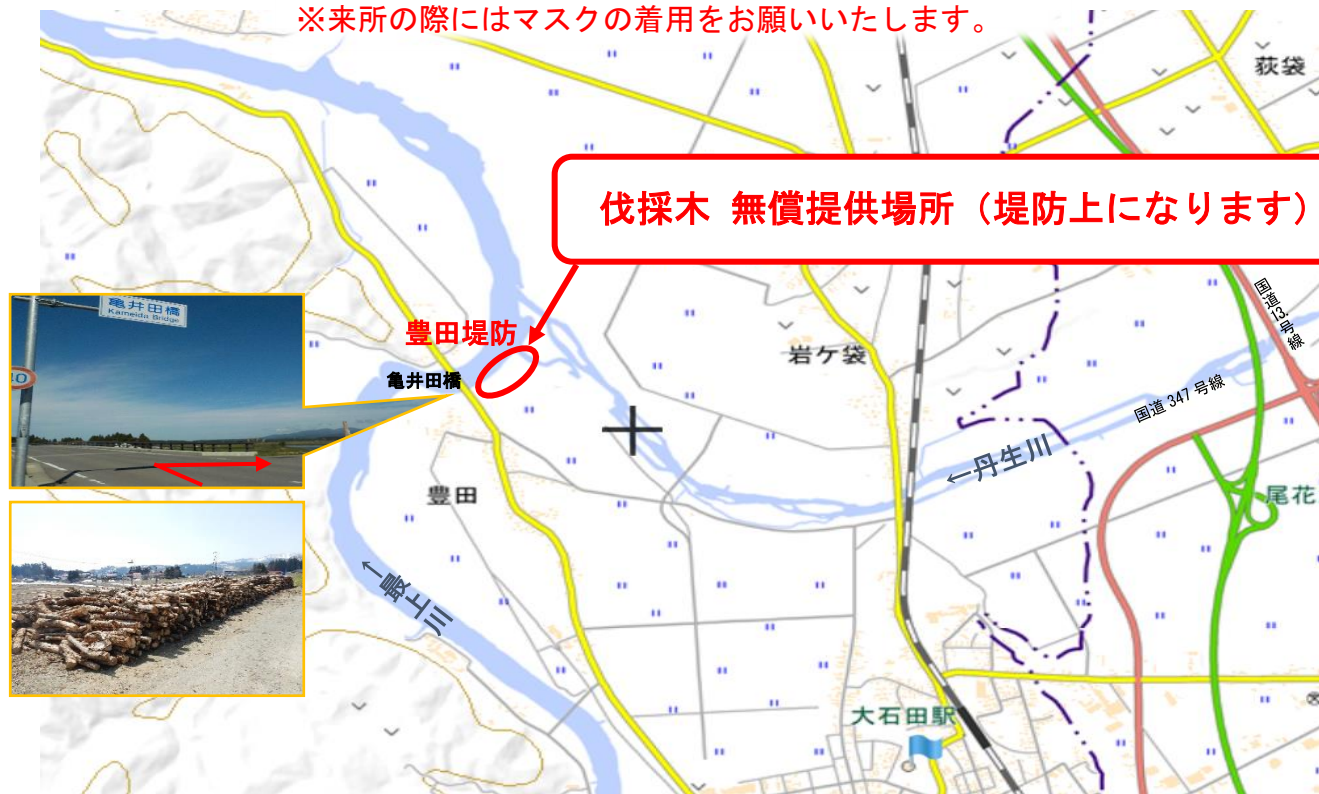 ※来所の際にはマスクの着用をお願いいたします。
荻袋
伐採木 無償提供場所（堤防上になります）
亀井田橋
Kameida Bridge
国道13号線
豊田堤防
岩ケ袋
亀井田橋
国道 347 号線
←丹生川
豊田
尾花
←最上川
大石田駅